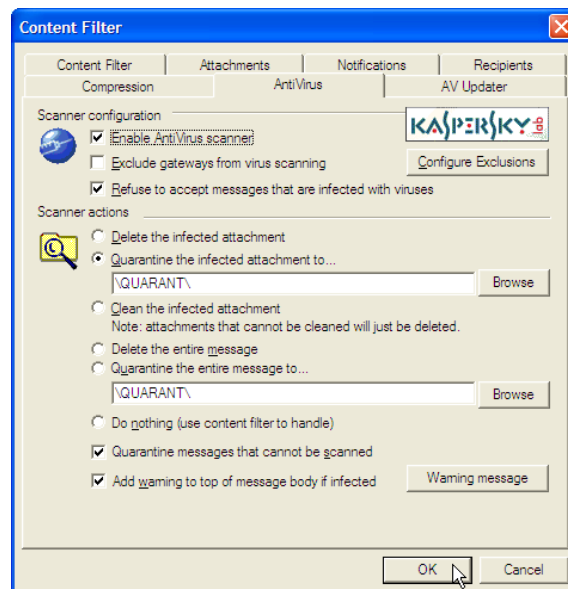 Content Filter
Content Filter Attachments Notifications Recipients
Compression AntiVirus AV Updater
Scanner configuration
KASPERSKY lab
Enable AntiVirus scanner
Exclude gateways from virus scanning
Configure Exclusions
Refuse to accept messages that are infected with viruses
Scanner actions
Delete the infected attachment
Quarantine the infected attachment to...
\QUARANT\ Browse
Clean the infected attachment
Note: attachments that cannot be cleaned will just be deleted.
Delete the entire message
Quarantine the entire message to...
\QUARANT\ Browse
Do nothing (use content filter to handle)
Quarantine messages that cannot be scanned
Add warning to top of message body if infected Warning message
OK Cancel